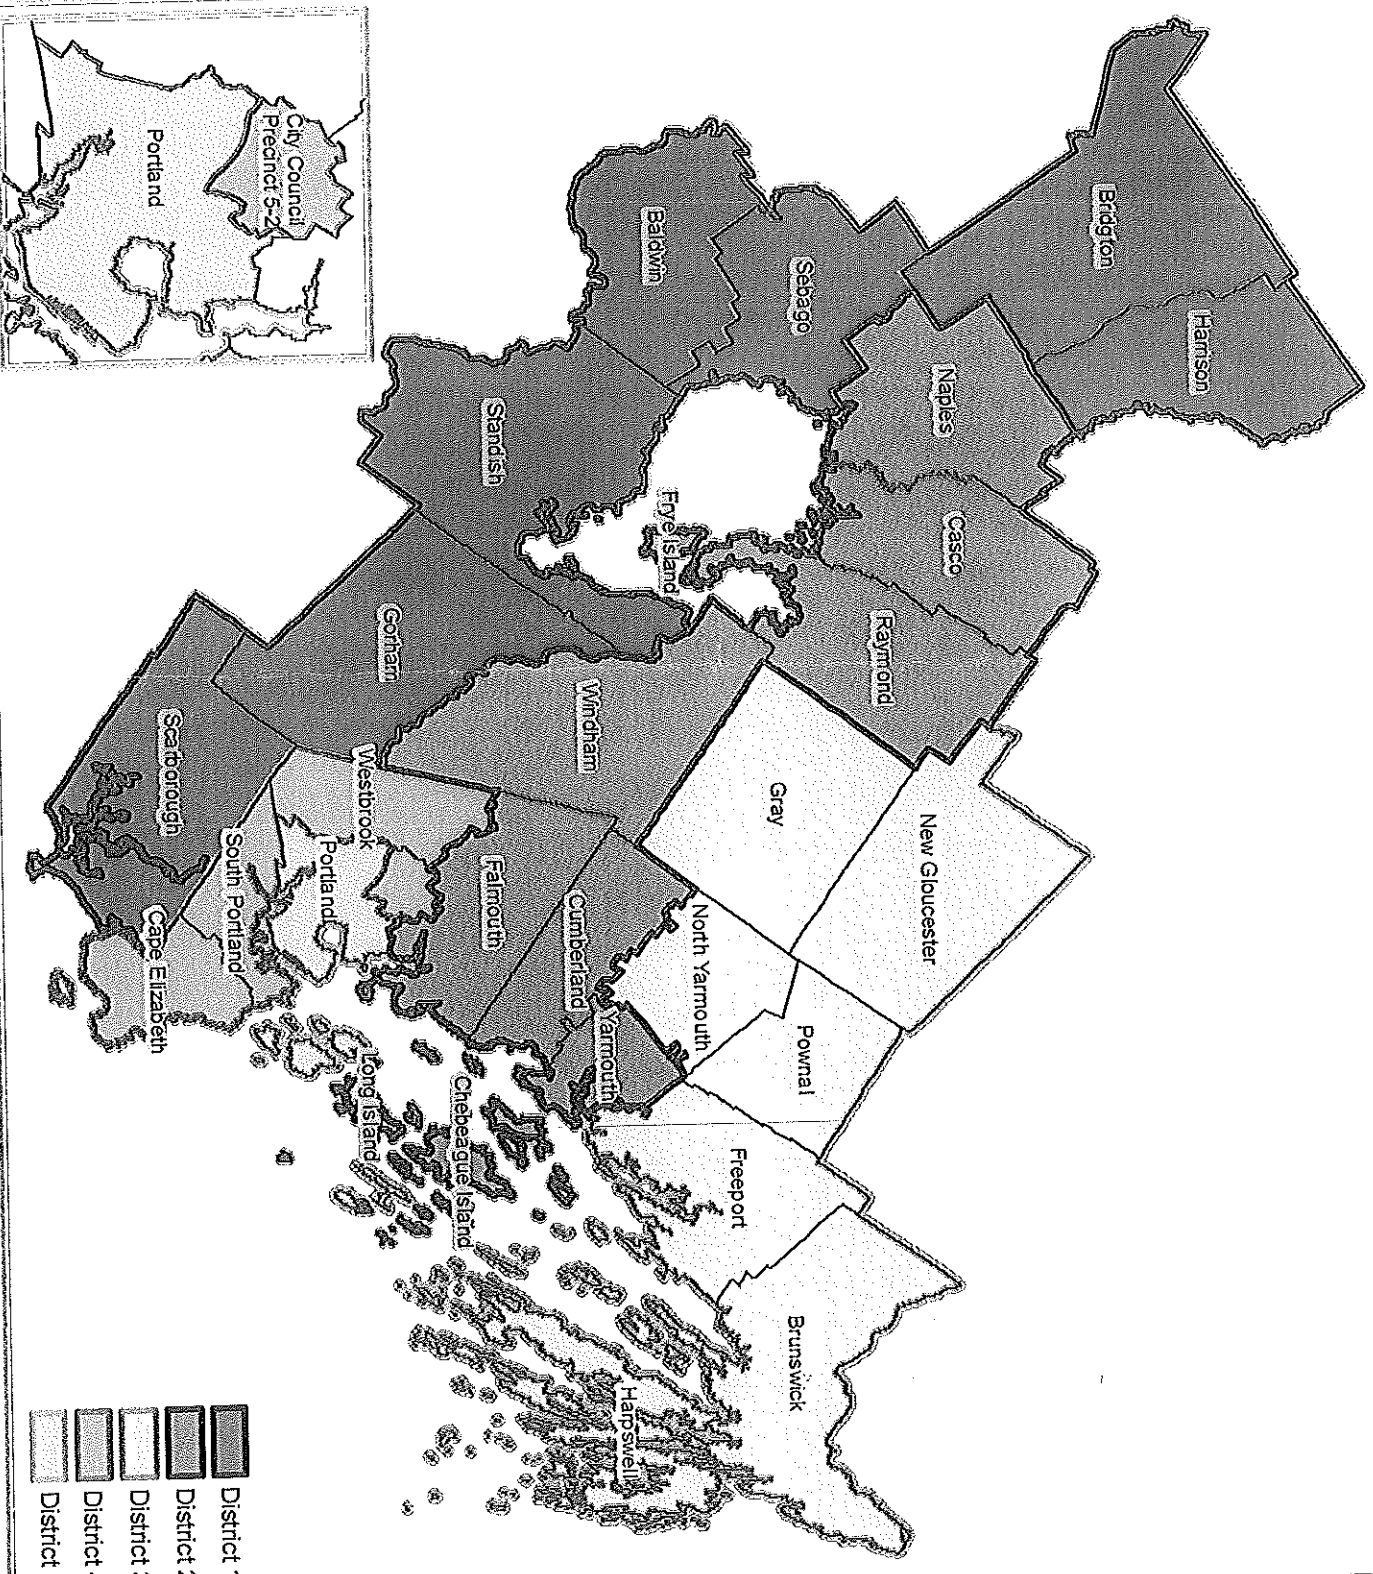 Bridgton
Harrison
Naples
Casco
Raymond
Sebago
Baldwin
Standish
Frye Island
Gorham
Windham
Gray
New Gloucester
Pownal
North Yarmouth
Freeport
Brunswick
Harpswell
Yarmouth
Cumberland
Falmouth
Westbrook
Portland
South Portland
Cape Elizabeth
Scarborough
Long Island
Chebeague Island
City Council
Precinct 5-2
Portland
District
District 2
District
District
District